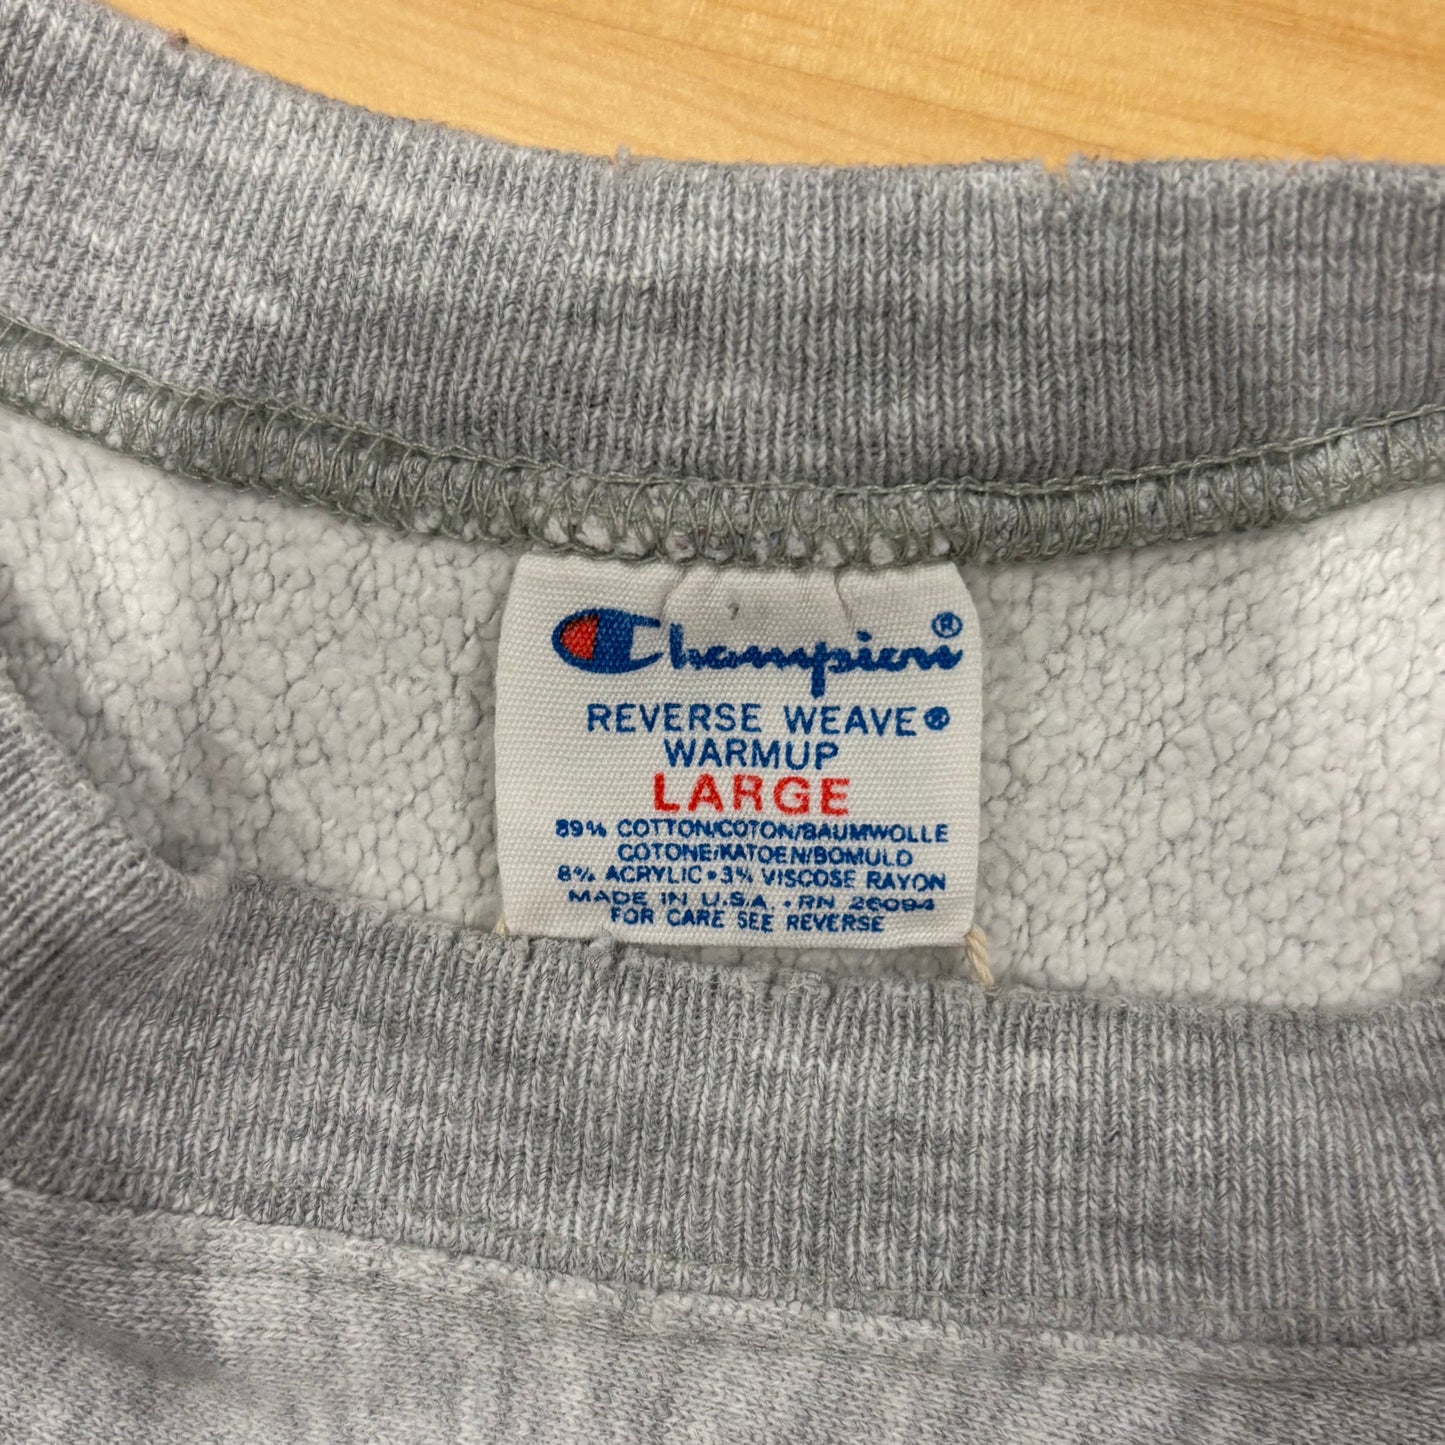 Champion®
REVERSE WEAVE®
WARMUP
LARGE
89% COTTON/COTON/BAUMWOLLE
COTONE/KATOEN/BOMULD
8% ACRYLIC • 3% VISCOSE RAYON
MADE IN U.S.A. • RN 26094
FOR CARE SEE REVERSE